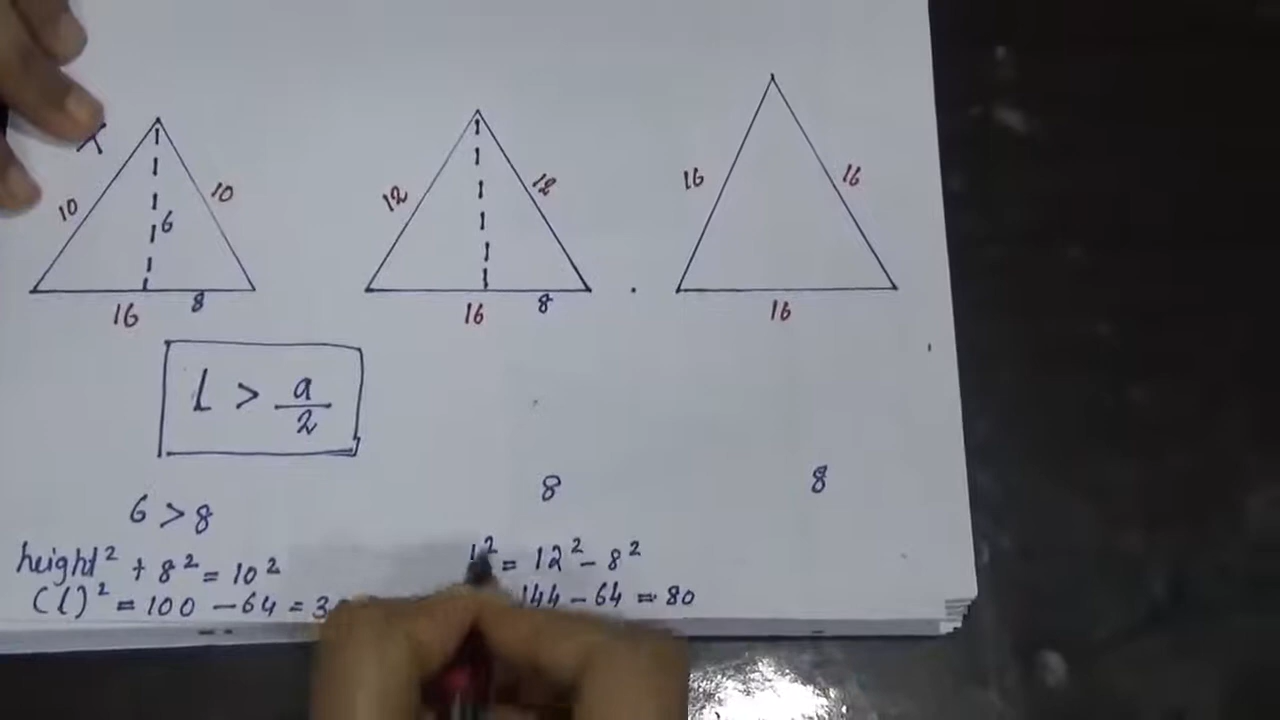 10 10 6
16 8
12 12
16 8
16 16
16
l > a/2
6 > 8
8
8
height² + 8² = 10²
(l)² = 100 - 64 = 3
l² = 12² - 8²
144 - 64 = 80